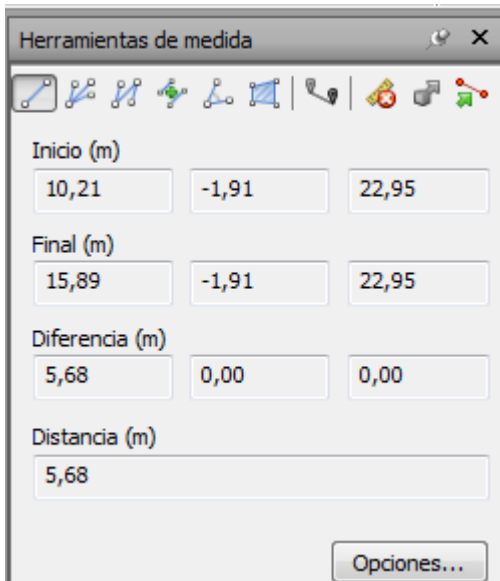 Herramientas de medida
Inicio (m)
10,21 -1,91 22,95
Final (m)
15,89 -1,91 22,95
Diferencia (m)
5,68 0,00 0,00
Distancia (m)
5,68
Opciones...